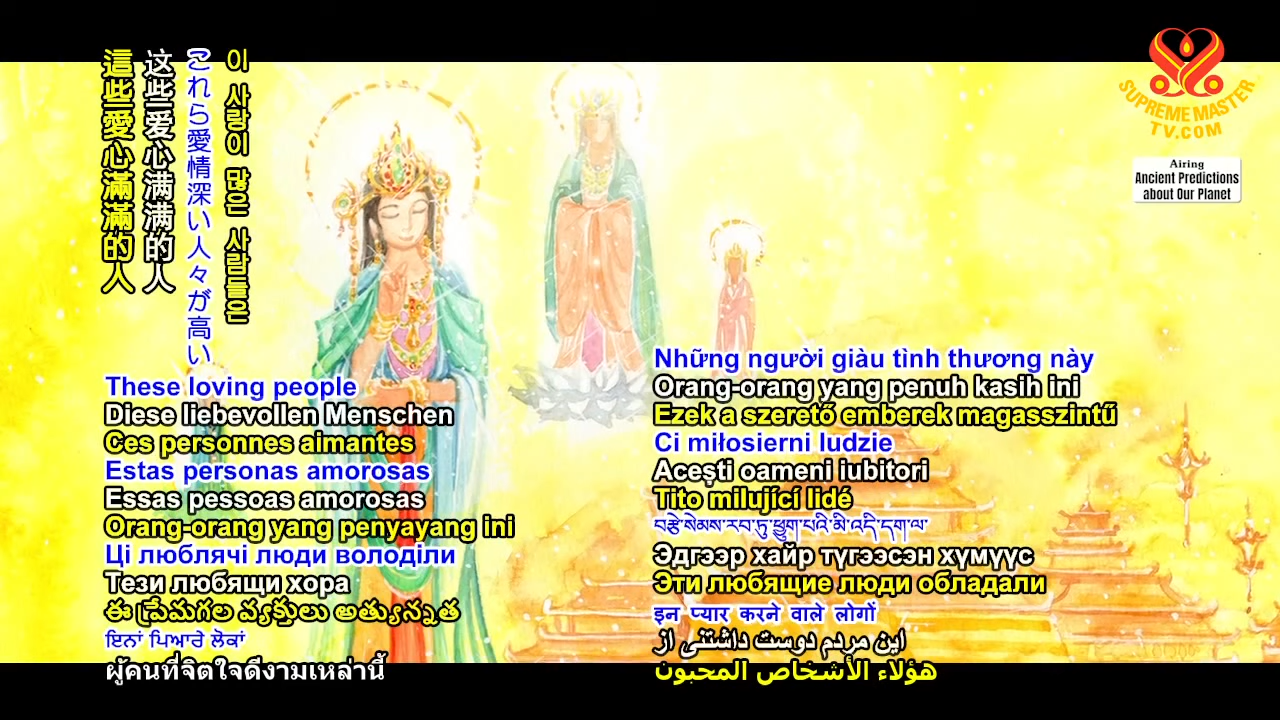 這些愛心滿滿的人
这些爱心满满的人
これら愛情深い人々が高い
이 사랑이 많은 사람들은
SUPREME MASTER
TV.COM
Airing
Ancient Predictions
about Our Planet
These loving people
Diese liebevollen Menschen
Ces personnes aimantes
Estas personas amorosas
Essas pessoas amorosas
Orang-orang yang penyayang ini
Ці люблячі люди володіли
Тези любящи хора
ఈ ప్రేమగల వ్యక్తులు అత్యున్నత
ਇਨਾਂ ਪਿਆਰੇ ਲੋਕਾਂ
ผู้คนที่จิตใจดีงามเหล่านี้
Những người giàu tình thương này
Orang-orang yang penuh kasih ini
Ezek a szerető emberek magasszintű
Ci miłosierni ludzie
Acești oameni iubitori
Tito milující lidé
བརྩེ་སེམས་རབ་ཏུ་ཕྱུག་པའི་མི་འདི་དག་ལ་
Эдгээр хайр түгээсэн хүмүүс
Эти любящие люди обладали
इन प्यार करने वाले लोगों
این مردم دوست داشتنی از
هؤلاء الأشخاص المحبون